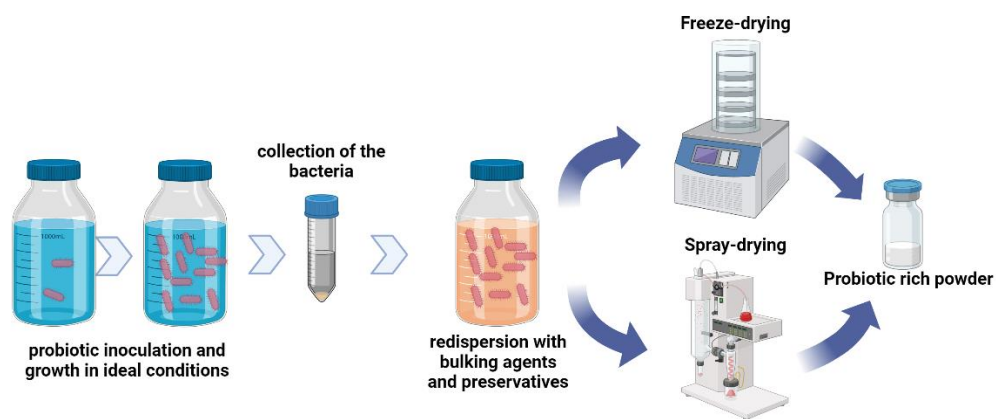 Freeze-drying
collection of the
bacteria
1000mL
Spray-drying
Probiotic rich powder
probiotic inoculation and
growth in ideal conditions
redispersion with
bulking agents
and preservatives